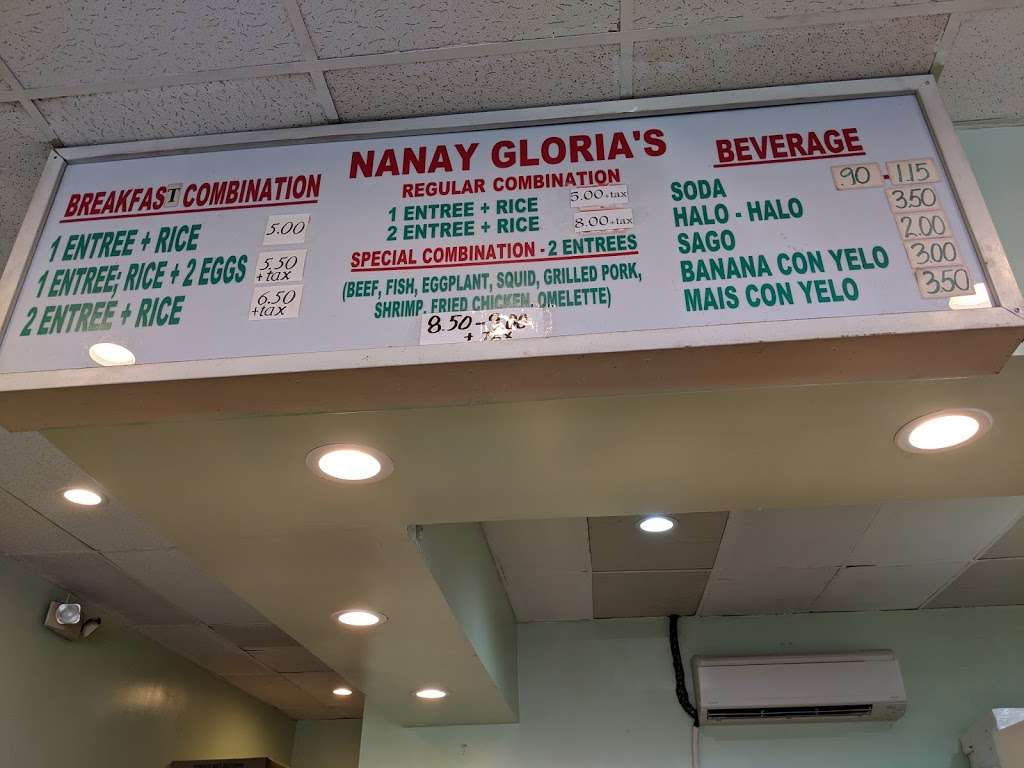 BREAKFAST COMBINATION
1 ENTREE + RICE 5.00
1 ENTREE; RICE + 2 EGGS 5.50 +tax
2 ENTREE + RICE 6.50 +tax
NANAY GLORIA'S
REGULAR COMBINATION
1 ENTREE + RICE 5.00+tax
2 ENTREE + RICE 8.00+tax
SPECIAL COMBINATION - 2 ENTREES
(BEEF, FISH, EGGPLANT, SQUID, GRILLED PORK,
SHRIMP, FRIED CHICKEN, OMELETTE)
8.50 - 9.00
+ Tax
BEVERAGE
SODA .90 - 1.15
HALO - HALO 3.50
SAGO 2.00
BANANA CON YELO 3.00
MAIS CON YELO 3.50